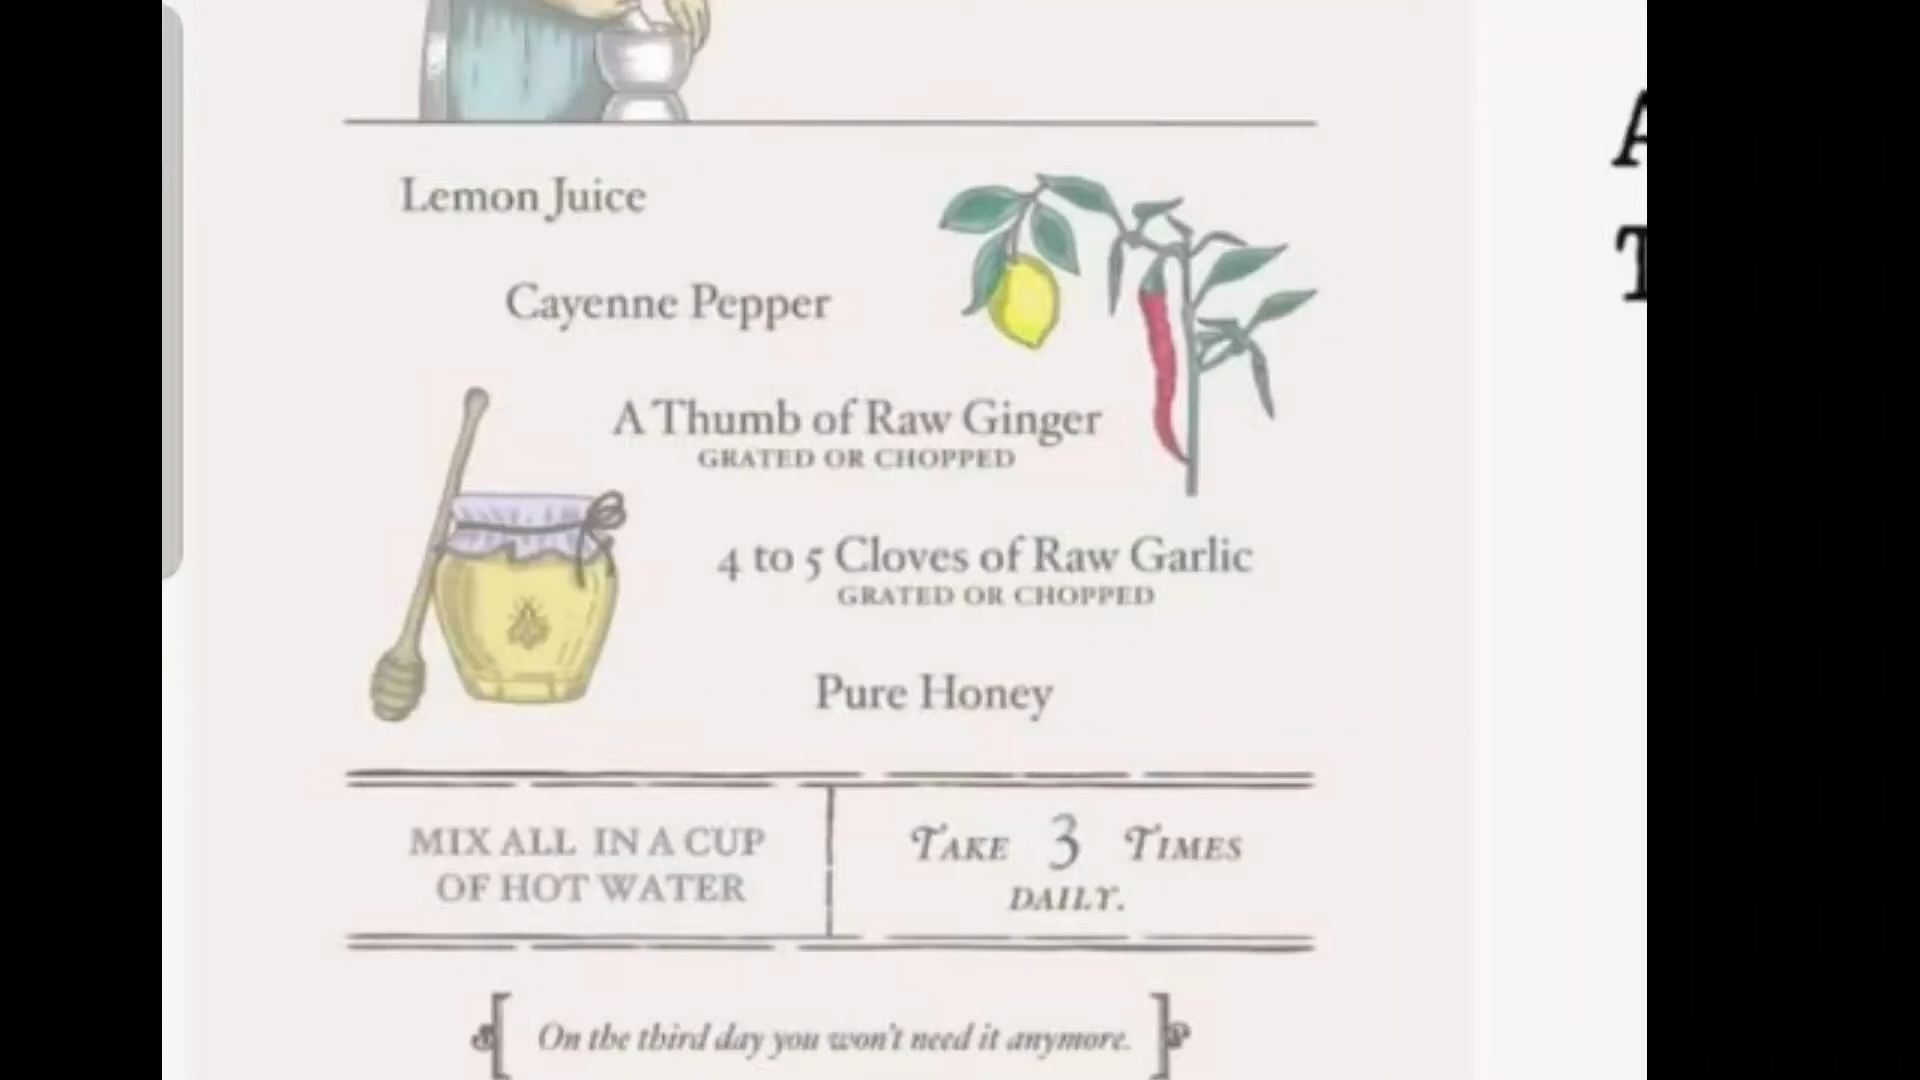 Lemon Juice
Cayenne Pepper
A Thumb of Raw Ginger
GRATED OR CHOPPED
4 to 5 Cloves of Raw Garlic
GRATED OR CHOPPED
Pure Honey
MIX ALL IN A CUP
OF HOT WATER
TAKE 3 TIMES
DAILY.
On the third day you won't need it anymore.